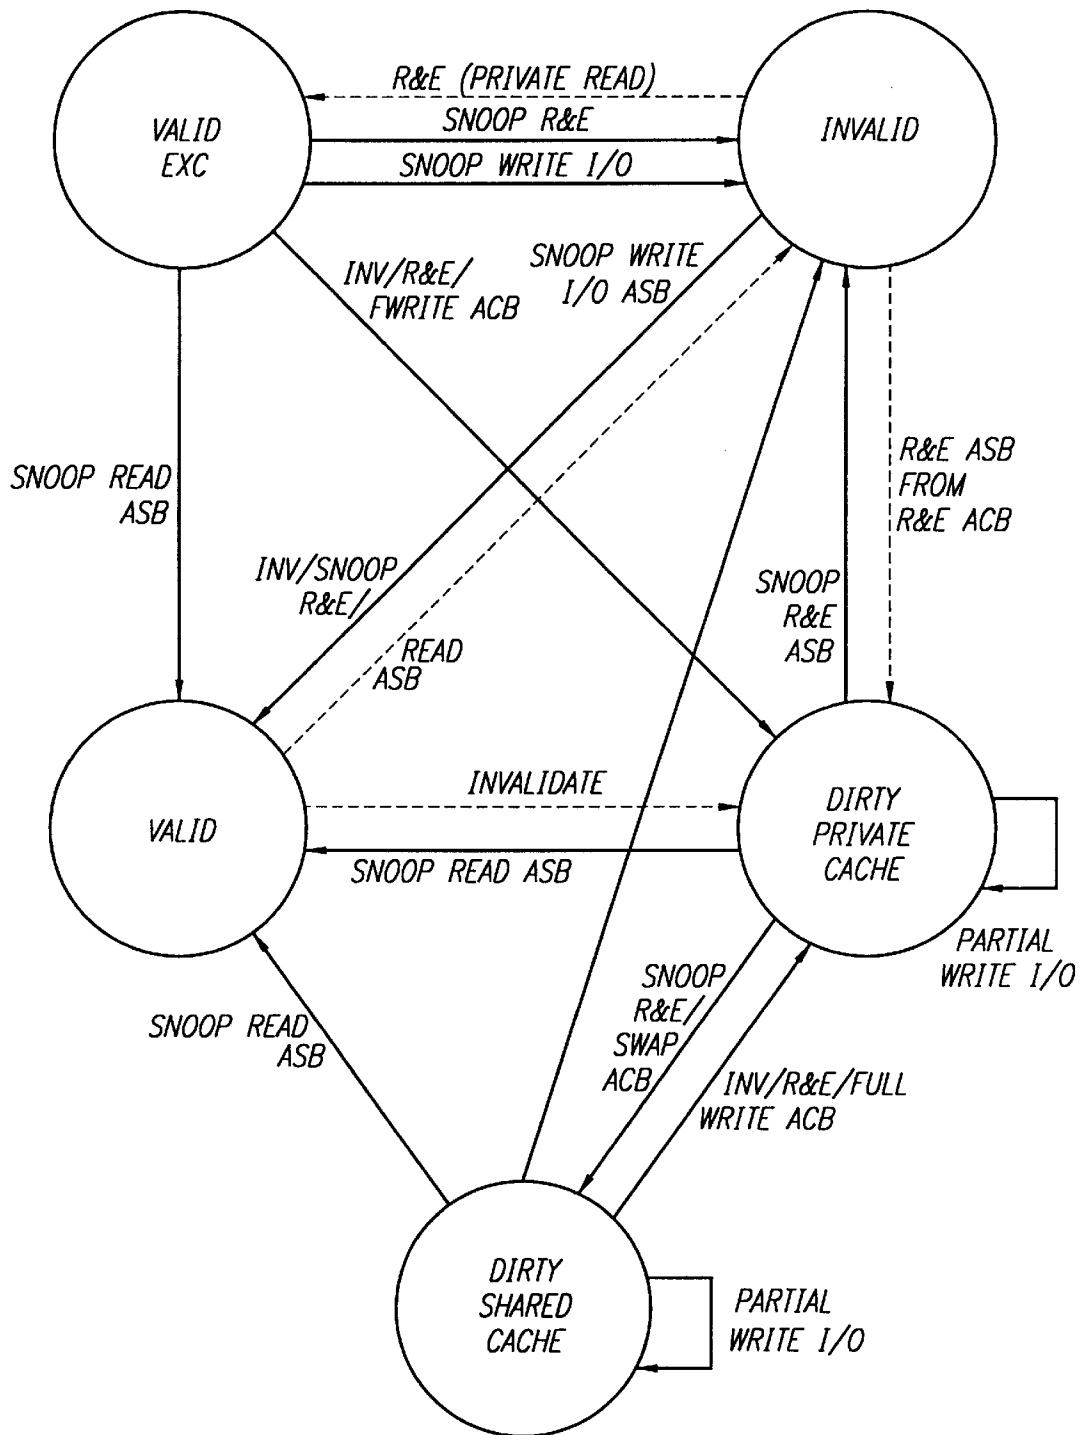 R&E (PRIVATE READ)
VALID
EXC
SNOOP R&E
SNOOP WRITE I/O
INVALID
INV/R&E/
FWRITE ACB
SNOOP WRITE
I/O ASB
SNOOP READ
ASB
R&E ASB
FROM
R&E ACB
INV/SNOOP
R&E/
READ
ASB
SNOOP
R&E
ASB
VALID
INVALIDATE
SNOOP READ ASB
DIRTY
PRIVATE
CACHE
PARTIAL
WRITE I/O
SNOOP READ
ASB
SNOOP
R&E/
SWAP
ACB
INV/R&E/FULL
WRITE ACB
DIRTY
SHARED
CACHE
PARTIAL
WRITE I/O